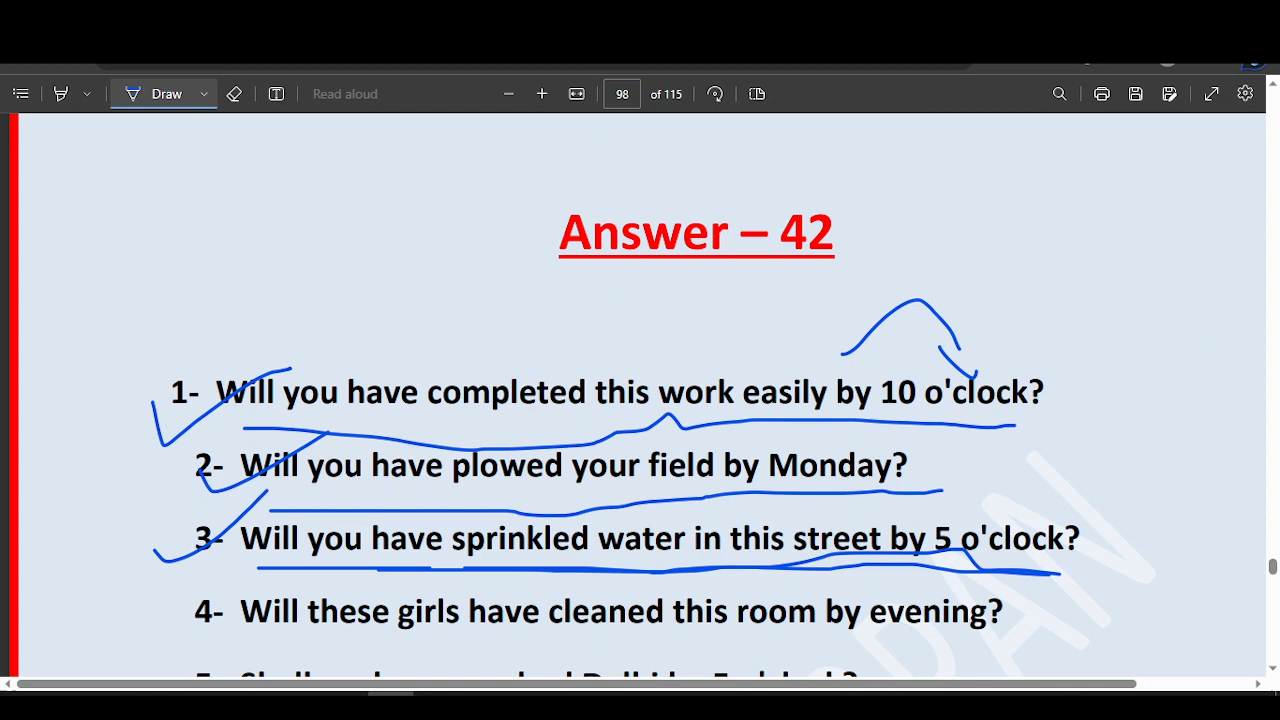 Draw
Read aloud
98 of 115
Answer – 42
1- Will you have completed this work easily by 10 o'clock?
2- Will you have plowed your field by Monday?
3- Will you have sprinkled water in this street by 5 o'clock?
4- Will these girls have cleaned this room by evening?